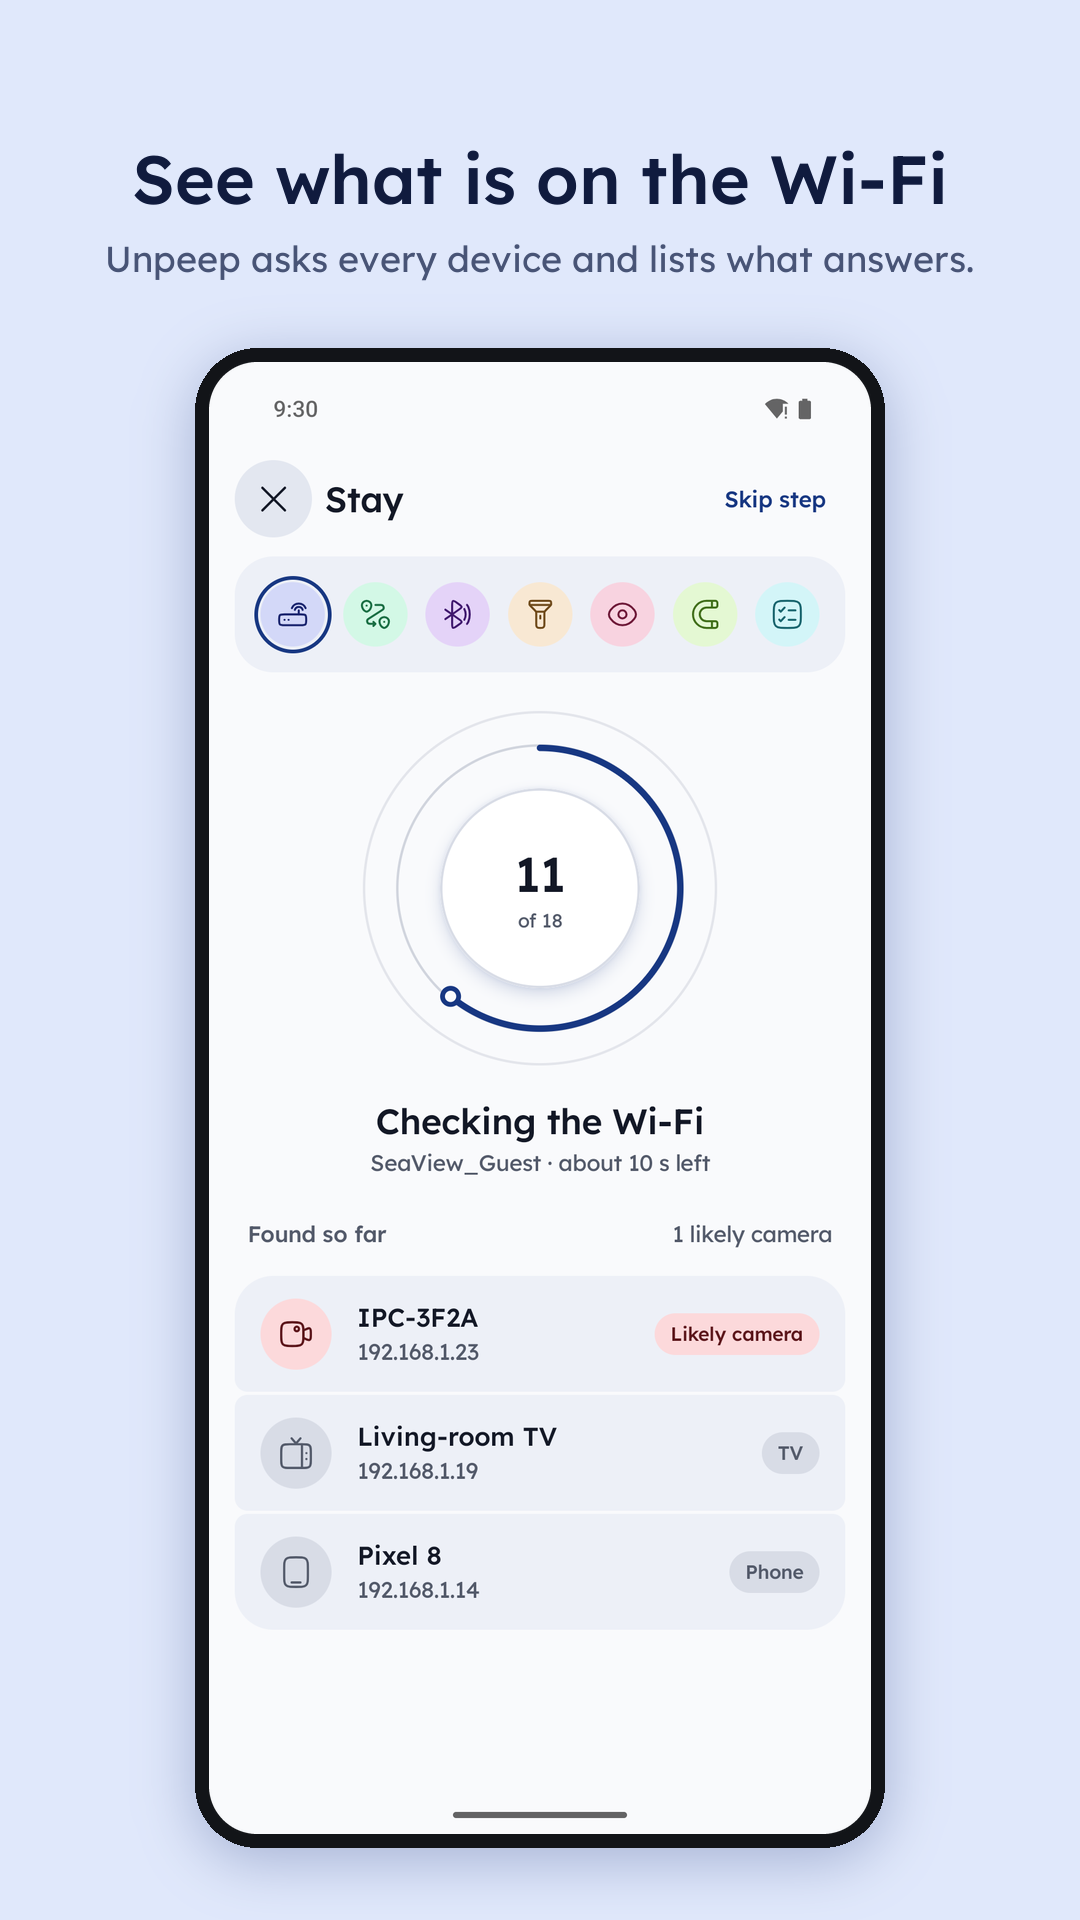 See what is on the Wi-Fi
Unpeep asks every device and lists what answers.
9:30
Stay
Skip step
11
of 18
Checking the Wi-Fi
SeaView_Guest · about 10 s left
Found so far
1 likely camera
IPC-3F2A
192.168.1.23
Likely camera
Living-room TV
192.168.1.19
TV
Pixel 8
192.168.1.14
Phone